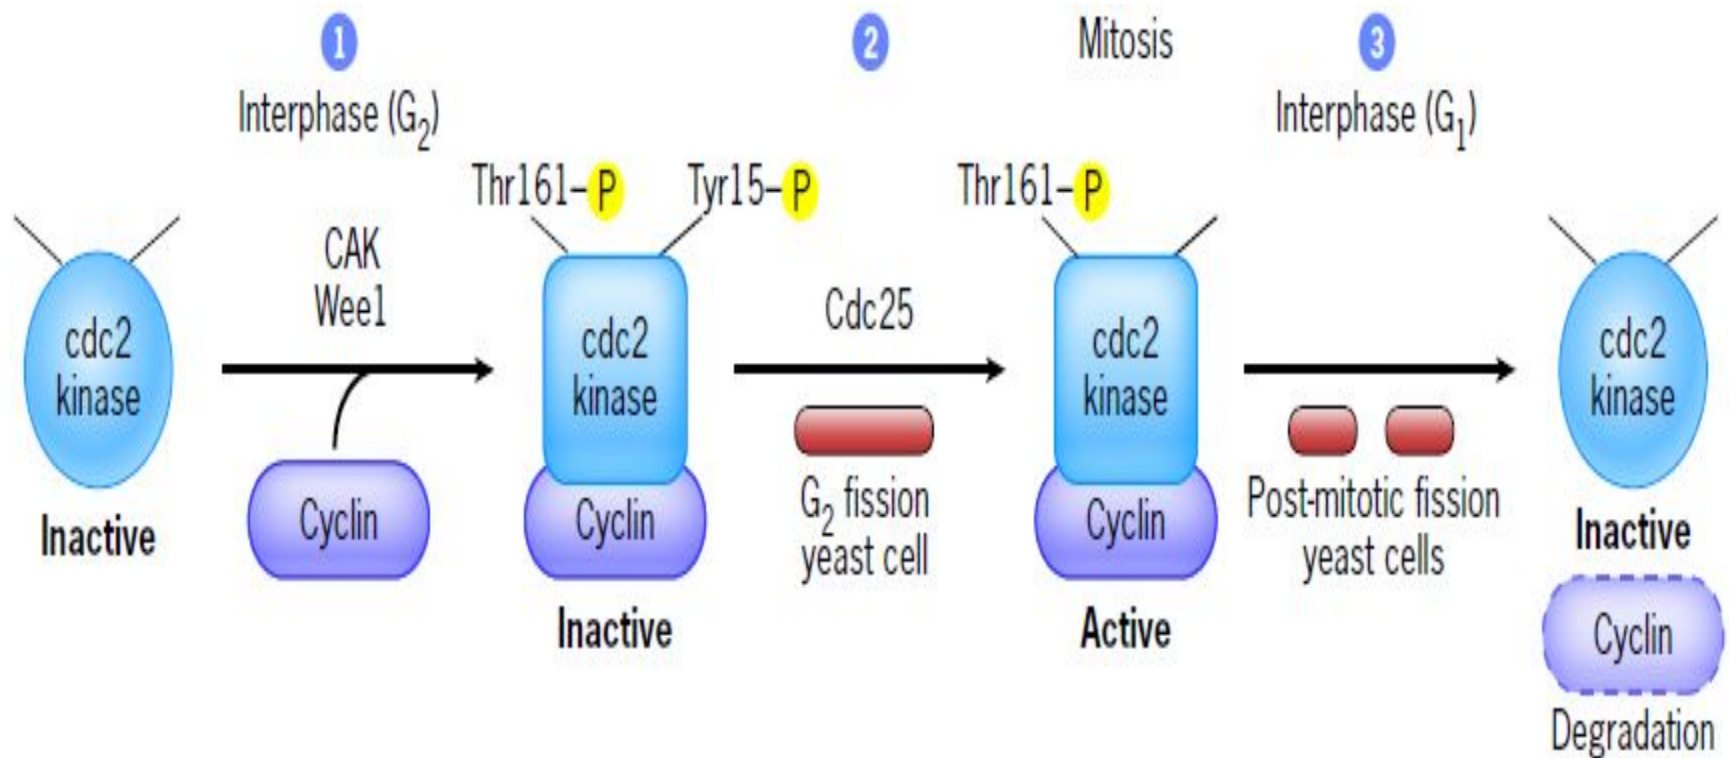 1
Interphase (G2)
2
Mitosis
3
Interphase (G1)
Thr161–P
Tyr15–P
Thr161–P
CAK
Wee1
Cdc25
cdc2
kinase
Inactive
Cyclin
cdc2
kinase
Cyclin
Inactive
G2 fission
yeast cell
cdc2
kinase
Cyclin
Active
Post-mitotic fission
yeast cells
cdc2
kinase
Inactive
Cyclin
Degradation